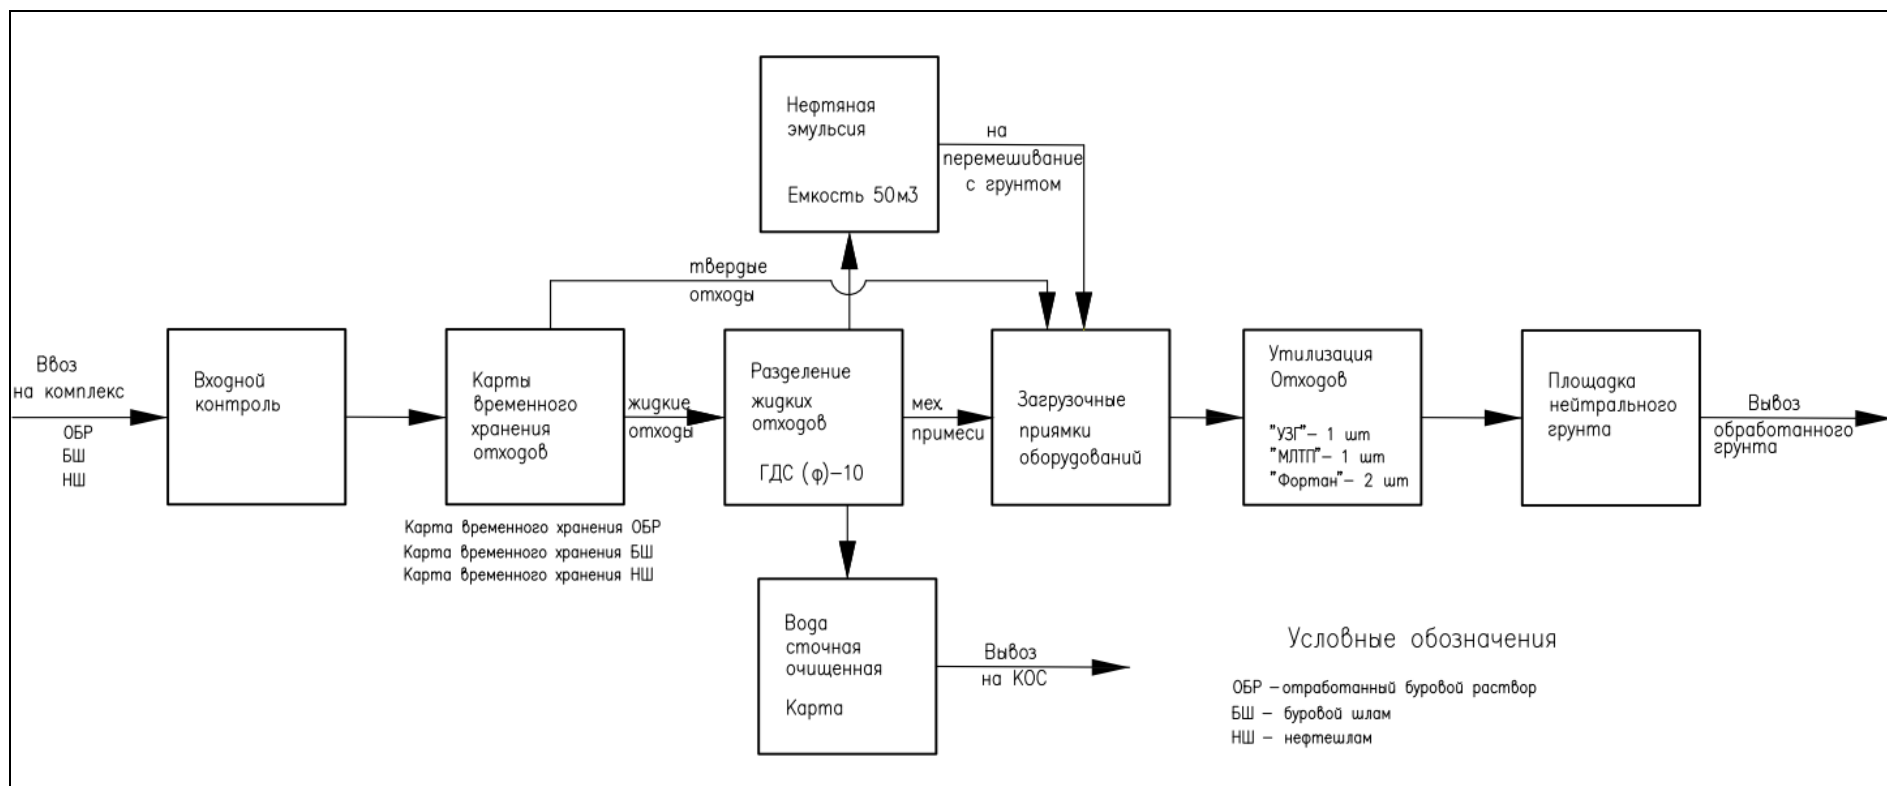 Нефтяная
эмульсия
Емкость 50м3
на
перемешивание
с грунтом
твердые
отходы
Ввоз
на комплекс
ОБР
БШ
НШ
Входной
контроль
Карты
временного
хранения
отходов
Карта временного хранения ОБР
Карта временного хранения БШ
Карта временного хранения НШ
жидкие
отходы
Разделение
жидких
отходов
ГДС (ф)-10
мех.
примеси
Загрузочные
приямки
оборудований
Утилизация
Отходов
"УЗГ"- 1 шт
"МЛТП"- 1 шт
"Фортан"- 2 шт
Площадка
нейтрального
грунта
Вывоз
обработанного
грунта
Вода
сточная
очищенная
Карта
Вывоз
на КОС
Условные обозначения
ОБР - отработанный буровой раствор
БШ - буровой шлам
НШ - нефтешлам